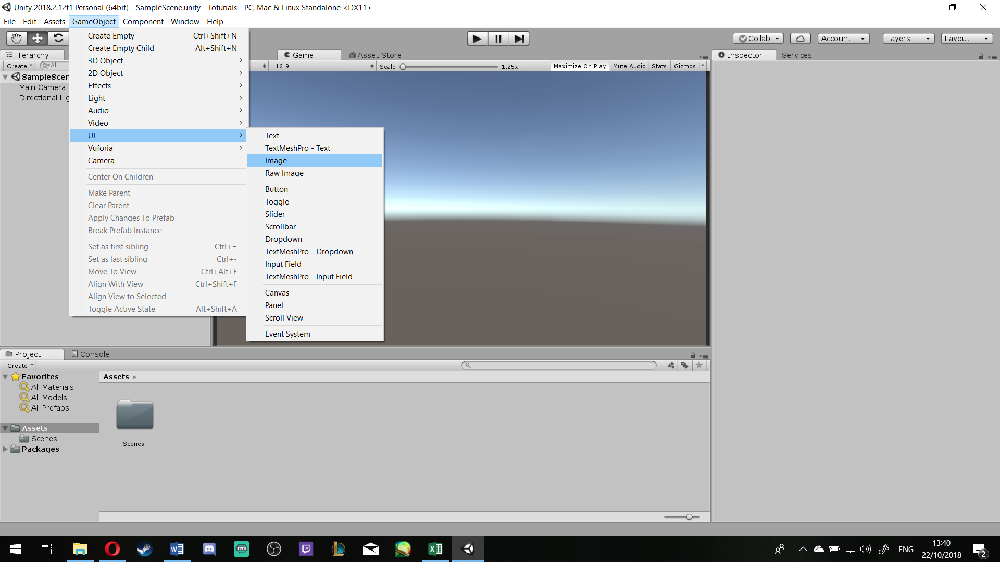 Unity 2018.2.12f1 Personal (64bit) - SampleScene.unity - Toturials - PC, Mac & Linux Standalone <DX11>
File Edit Assets GameObject Component Window Help
Collab Account Layers Layout
Hierarchy Game Asset Store Inspector Services
Create All 16:9 Scale 1.25x Maximize On Play Mute Audio Stats Gizmos
SampleScen
Main Camera
Directional Lig
Create Empty Ctrl+Shift+N
Create Empty Child Alt+Shift+N
3D Object
2D Object
Effects
Light
Audio
Video
UI
Vuforia
Camera
Center On Children
Make Parent
Clear Parent
Apply Changes To Prefab
Break Prefab Instance
Set as first sibling Ctrl+=
Set as last sibling Ctrl+-
Move To View Ctrl+Alt+F
Align With View Ctrl+Shift+F
Align View to Selected
Toggle Active State Alt+Shift+A
Text
TextMeshPro - Text
Image
Raw Image
Button
Toggle
Slider
Scrollbar
Dropdown
TextMeshPro - Dropdown
Input Field
TextMeshPro - Input Field
Canvas
Panel
Scroll View
Event System
Project Console
Create
Favorites
All Materials
All Models
All Prefabs
Assets
Scenes
Packages
Assets
Scenes
ENG
13:40
22/10/2018
2